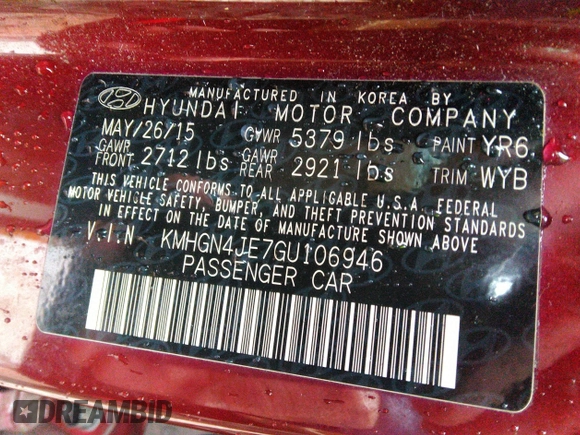 MANUFACTURED IN KOREA BY
HYUNDAI MOTOR COMPANY
MAY/26/15 GAWR 5379 lbs PAINT YR6
GAWR FRONT 2712 lbs GAWR REAR 2921 lbs TRIM WYB
THIS VEHICLE CONFORMS TO ALL APPLICABLE U.S.A. FEDERAL
MOTOR VEHICLE SAFETY, BUMPER, AND THEFT PREVENTION STANDARDS
IN EFFECT ON THE DATE OF MANUFACTURE SHOWN ABOVE
V.I.N. KMHGN4JE7GU106946
PASSENGER CAR
DREAMBID